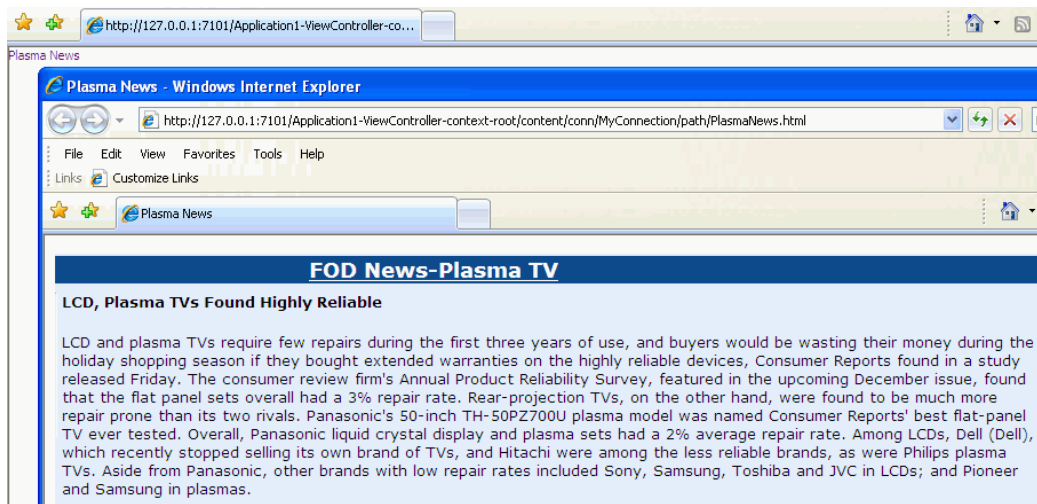 http://127.0.0.1:7101/Application1-ViewController-co...
Plasma News
Plasma News - Windows Internet Explorer
http://127.0.0.1:7101/Application1-ViewController-context-root/content/conn/MyConnection/path/PlasmaNews.html
File Edit View Favorites Tools Help
Links Customize Links
Plasma News
FOD News-Plasma TV
LCD, Plasma TVs Found Highly Reliable
LCD and plasma TVs require few repairs during the first three years of use, and buyers would be wasting their money during the
holiday shopping season if they bought extended warranties on the highly reliable devices, Consumer Reports found in a study
released Friday. The consumer review firm's Annual Product Reliability Survey, featured in the upcoming December issue, found
that the flat panel sets overall had a 3% repair rate. Rear-projection TVs, on the other hand, were found to be much more
repair prone than its two rivals. Panasonic's 50-inch TH-50PZ700U plasma model was named Consumer Reports' best flat-panel
TV ever tested. Overall, Panasonic liquid crystal display and plasma sets had a 2% average repair rate. Among LCDs, Dell (Dell),
which recently stopped selling its own brand of TVs, and Hitachi were among the less reliable brands, as were Philips plasma
TVs. Aside from Panasonic, other brands with low repair rates included Sony, Samsung, Toshiba and JVC in LCDs; and Pioneer
and Samsung in plasmas.